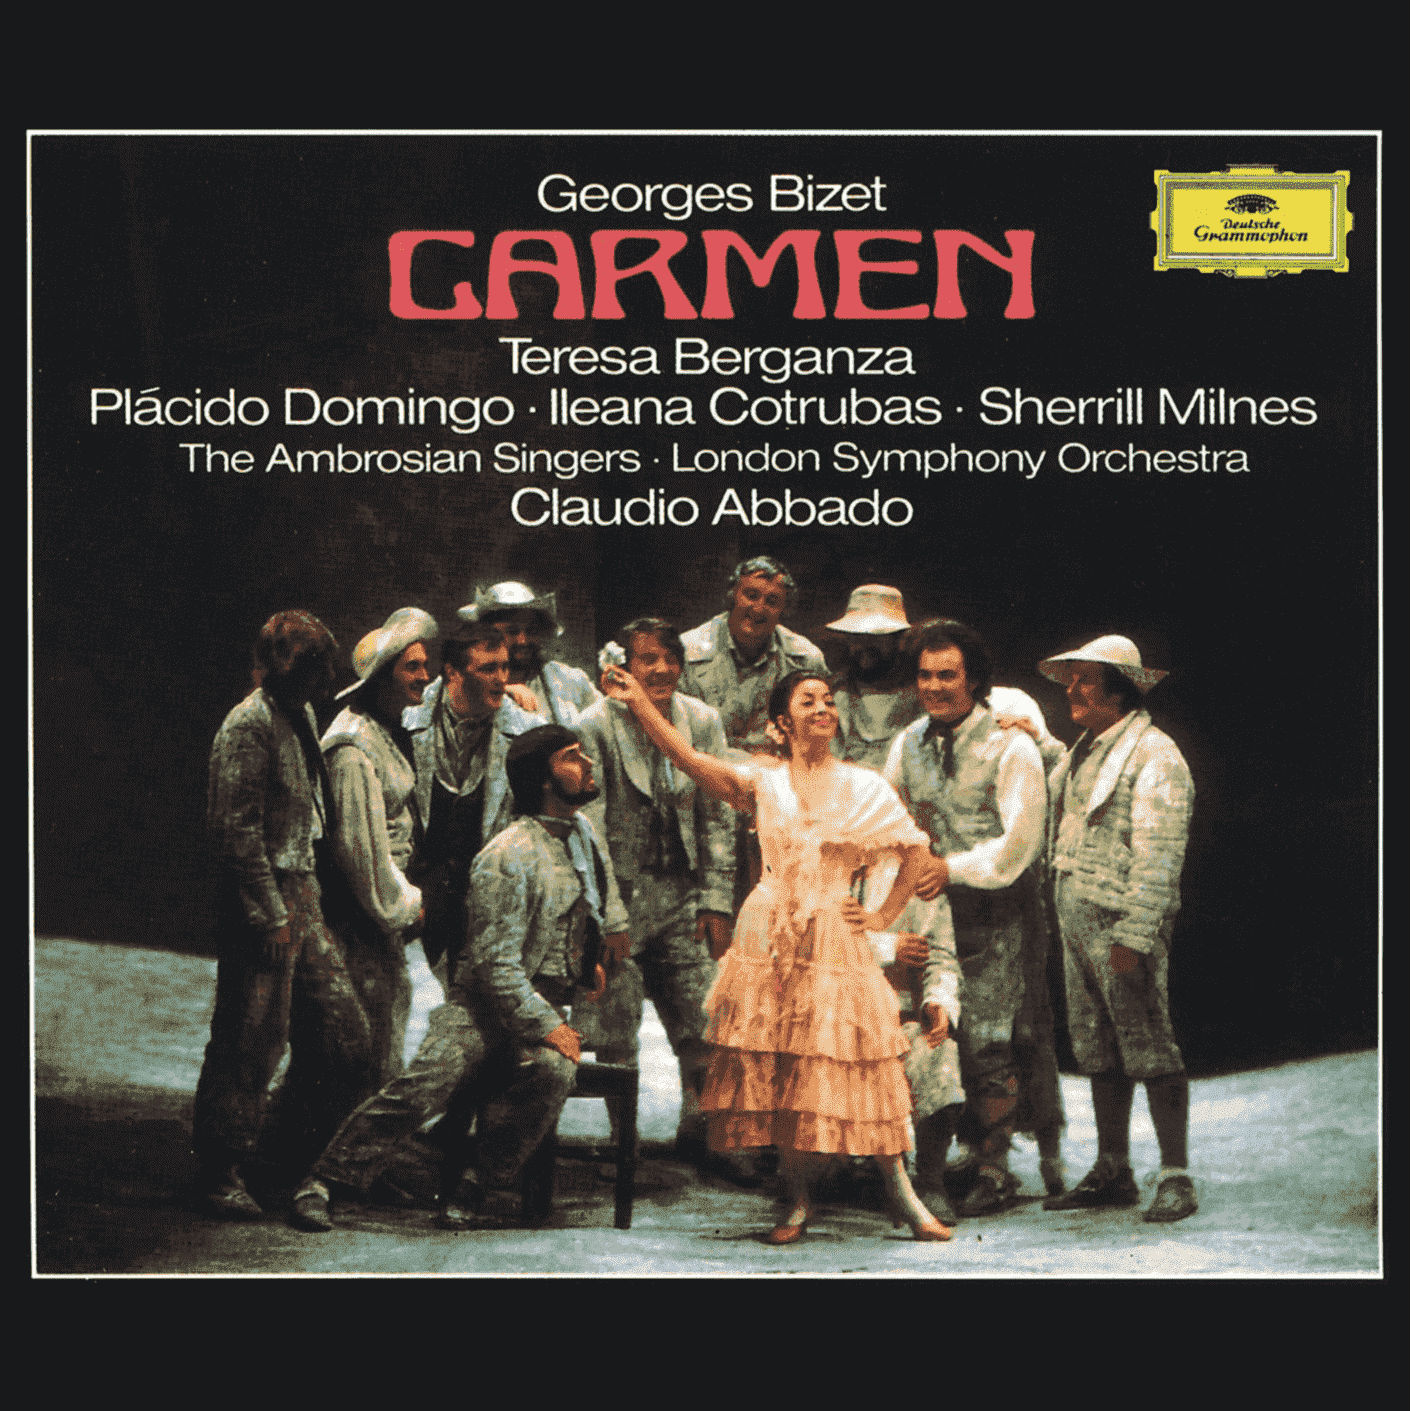 Georges Bizet
CARMEN
Deutsche
Grammophon
Teresa Berganza
Plácido Domingo · Ileana Cotrubas · Sherrill Milnes
The Ambrosian Singers · London Symphony Orchestra
Claudio Abbado